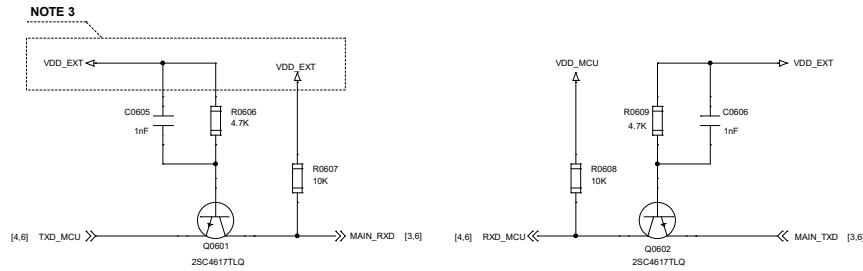 NOTE 3
VDD_EXT
VDD_EXT
C0605
1nF
R0606
4.7K
R0607
10K
[4,6] TXD_MCU
MAIN_RXD [3,6]
Q0601
2SC4617TLQ
VDD_MCU
VDD_EXT
R0609
4.7K
C0606
1nF
R0608
10K
[4,6] RXD_MCU
MAIN_TXD [3,6]
Q0602
2SC4617TLQ